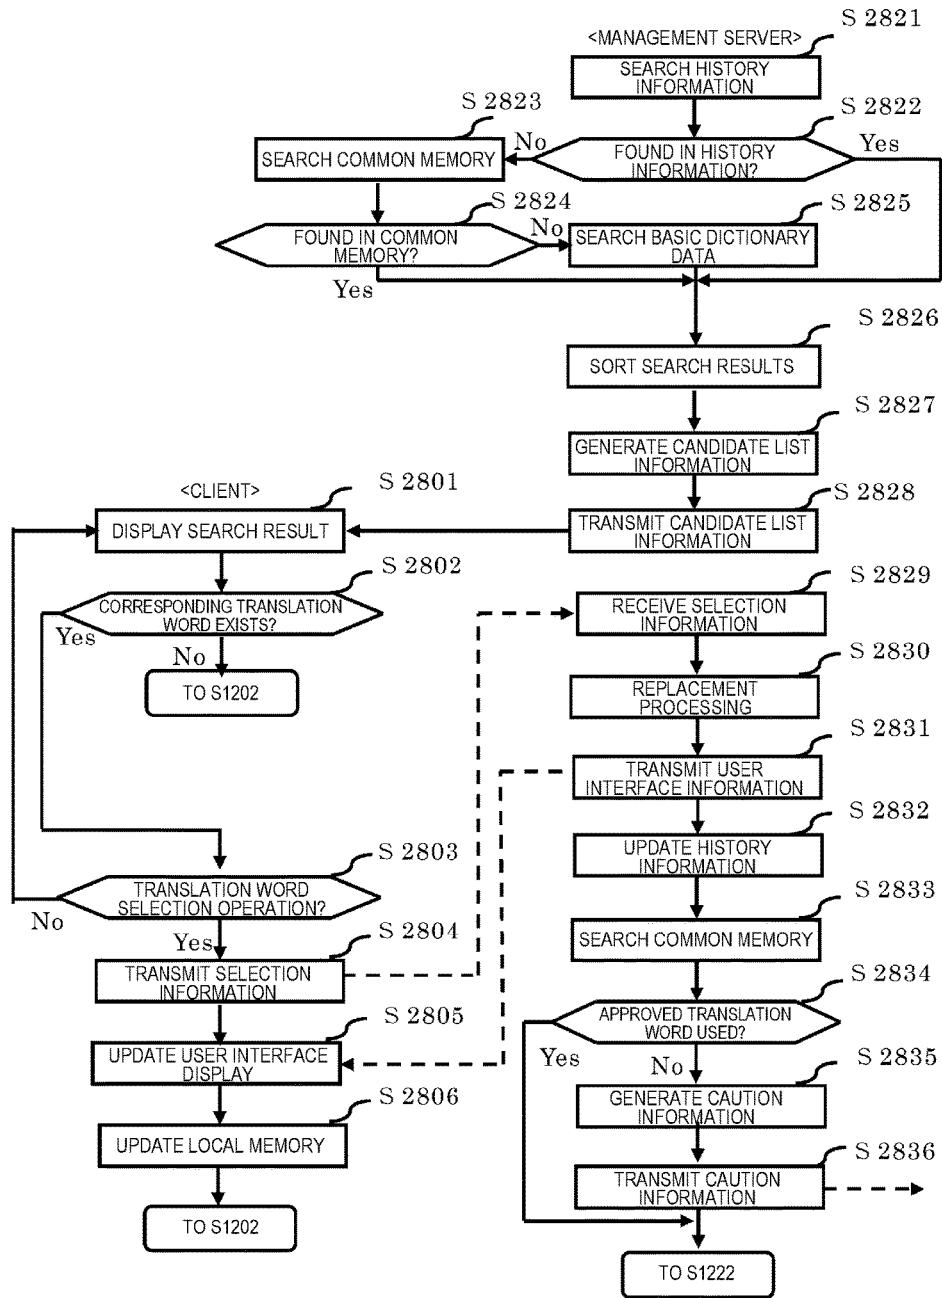 S 2821
<MANAGEMENT SERVER>
SEARCH HISTORY
INFORMATION
S 2823
S 2822
SEARCH COMMON MEMORY
No
FOUND IN HISTORY
INFORMATION?
Yes
S 2824
S 2825
FOUND IN COMMON
MEMORY?
No
SEARCH BASIC DICTIONARY
DATA
Yes
S 2826
SORT SEARCH RESULTS
S 2827
GENERATE CANDIDATE LIST
INFORMATION
<CLIENT>
S 2801
S 2828
DISPLAY SEARCH RESULT
TRANSMIT CANDIDATE LIST
INFORMATION
S 2802
S 2829
CORRESPONDING TRANSLATION
WORD EXISTS?
RECEIVE SELECTION
INFORMATION
Yes
No
S 2830
TO S1202
REPLACEMENT
PROCESSING
S 2831
TRANSMIT USER
INTERFACE INFORMATION
S 2832
UPDATE HISTORY
INFORMATION
S 2803
S 2833
TRANSLATION WORD
SELECTION OPERATION?
No
SEARCH COMMON MEMORY
Yes
S 2804
S 2834
TRANSMIT SELECTION
INFORMATION
APPROVED TRANSLATION
WORD USED?
S 2805
Yes
No
S 2835
UPDATE USER INTERFACE
DISPLAY
GENERATE CAUTION
INFORMATION
S 2806
UPDATE LOCAL MEMORY
S 2836
TRANSMIT CAUTION
INFORMATION
TO S1202
TO S1222